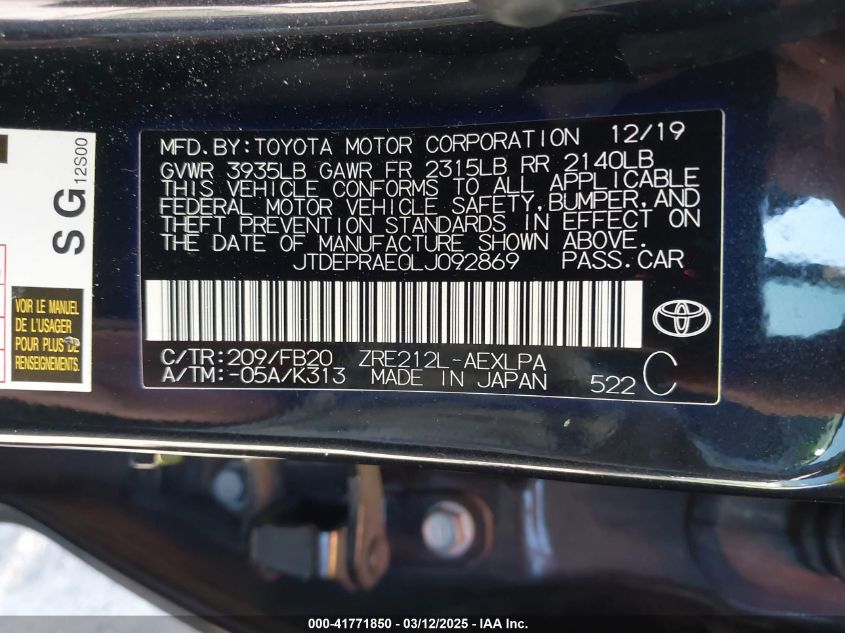 MFD.BY:TOYOTA MOTOR CORPORATION 12/19
GVWR 3935LB GAWR FR 2315LB RR 2140LB
THIS VEHICLE CONFORMS TO ALL APPLICABLE
FEDERAL MOTOR VEHICLE SAFETY,BUMPER,AND
THEFT PREVENTION STANDARDS IN EFFECT ON
THE DATE OF MANUFACTURE SHOWN ABOVE.
JTDEPRAE0LJ092869 PASS.CAR
C/TR:209/FB20 ZRE212L-AEXLPA
A/TM:-05A/K313 MADE IN JAPAN
522 C
SG 12S00
VOIR LE MANUEL
DE L'USAGER
POUR PLUS DE
RENSEIGNEMENTS.
000-41771850 - 03/12/2025 - IAA Inc.